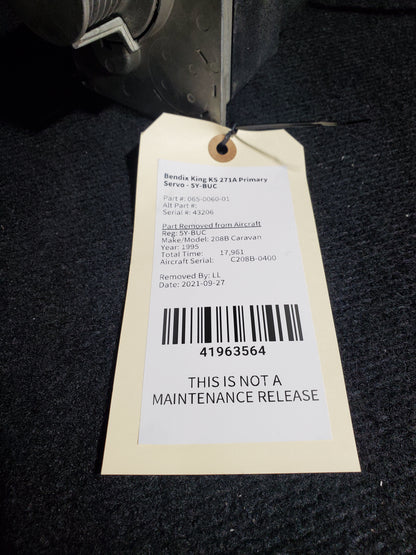 Bendix King KS 271A Primary
Servo - 5Y-BUC
Part #: 065-0060-01
Alt Part #:
Serial #: 43206
Part Removed from Aircraft
Reg: 5Y-BUC
Make/Model: 208B Caravan
Year: 1995
Total Time: 17,961
Aircraft Serial: C208B-0400
Removed By: LL
Date: 2021-09-27
41963564
THIS IS NOT A
MAINTENANCE RELEASE